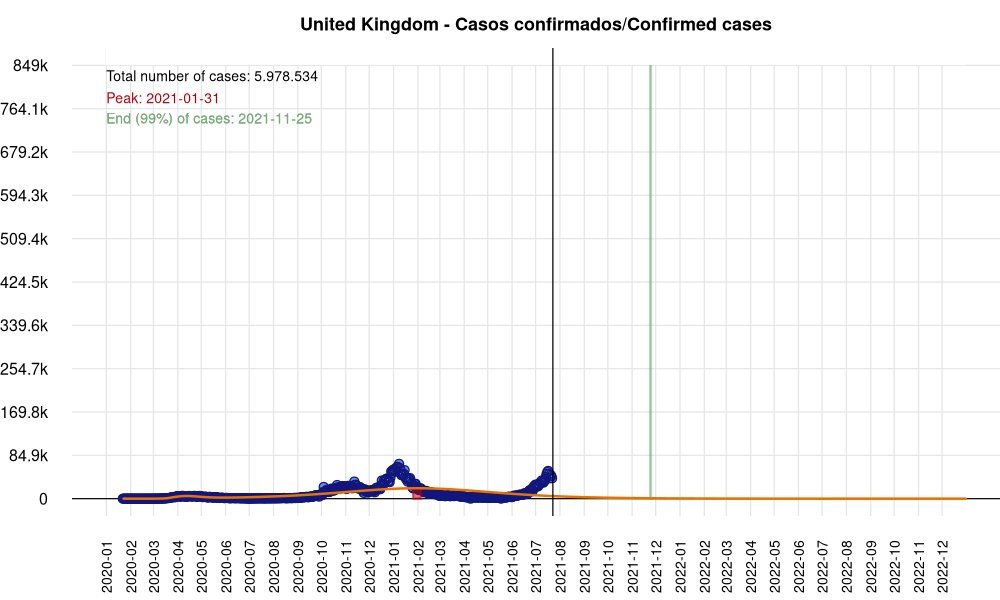 United Kingdom - Casos confirmados/Confirmed cases
849k
764.1k
679.2k
594.3k
509.4k
424.5k
339.6k
254.7k
169.8k
84.9k
0
Total number of cases: 5.978.534
Peak: 2021-01-31
End (99%) of cases: 2021-11-25
2020-01
2020-02
2020-03
2020-04
2020-05
2020-06
2020-07
2020-08
2020-09
2020-10
2020-11
2020-12
2021-01
2021-02
2021-03
2021-04
2021-05
2021-06
2021-07
2021-08
2021-09
2021-10
2021-11
2021-12
2022-01
2022-02
2022-03
2022-04
2022-05
2022-06
2022-07
2022-08
2022-09
2022-10
2022-11
2022-12